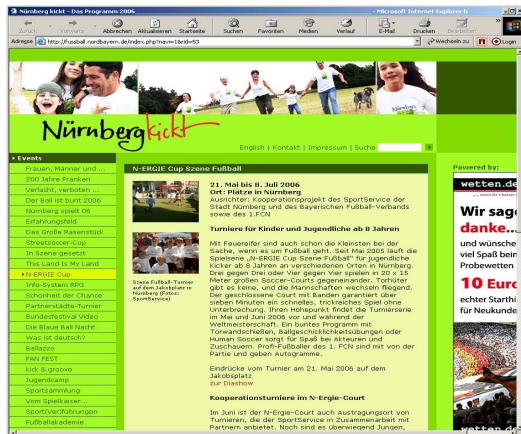 Nürnberg kickt - Das Programm 2006
- Microsoft Internet Explorer b
Zurück
Vorwärts
Abbrechen
Aktualisieren
Startseite
Suchen
Favoriten
Medien
Verlauf
E-Mail
Drucken
Bearbeiten
Adresse
http://fussball.nordbayern.de/index.php?navi=1&rid=53
Wechseln zu
Login
Nürnberg kickt
English | Kontakt | Impressum | Suche
Events
Frauen, Männer und ...
200 Jahre Franken
Verlacht, verboten ...
Der Ball ist bunt 2006
Nürnberg spielt 06
Erfahrungsfeld
Das Große Rasenstück
Streetsoccer-Cup
In Szene gesetzt
This Land Is My Land
N-ERGIE Cup
Info-System RPG
Schönheit der Chance
Partnerstädte-Turnier
Bundesfestival Video
Die Blaue Ball Nacht
Was ist deutsch?
Ballazzo
FAN FEST
kick & groove
Jugendcamp
Sportsammlung
Vom Spielkaiser...
Sport(Ver)führungen
Fußballakademie
N-ERGIE Cup Szene Fußball
Szene Fußball-Turnier
auf dem Jakobplatz in
Nürnberg (Fotos:
SportService)
21. Mai bis 8. Juli 2006
Ort: Plätze in Nürnberg
Ausrichter: Kooperationsprojekt des SportService der
Stadt Nürnberg und des Bayerischen Fußball-Verbands
sowie des 1.FCN
Turniere für Kinder und Jugendliche ab 8 Jahren
Mit Feuereifer sind auch schon die Kleinsten bei der
Sache, wenn es um Fußball geht. Seit Mai 2005 läuft die
Spielserie „N-ERGIE Cup Szene Fußball" für jugendliche
Kicker ab 8 Jahren an verschiedenen Orten in Nürnberg.
Drei gegen Drei oder Vier gegen Vier spielen in 20 x 15
Meter großen Soccer-Courts gegeneinander. Torhüter
gibt es keine, und die Mannschaften wechseln fliegend.
Der geschlossene Court mit Banden garantiert über
sieben Minuten ein schnelles, trickreiches Spiel ohne
Unterbrechung. Ihren Höhepunkt findet die Turnierserie
im Mai und Juni 2006 vor und während der
Weltmeisterschaft. Ein buntes Programm mit
Torwandschießen, Ballgeschicklichkeitsübungen oder
Human Soccer sorgt für Spaß bei Akteuren und
Zuschauern. Profi-Fußballer des 1. FCN sind mit von der
Partie und geben Autogramme.
Eindrücke vom Turnier am 21. Mai 2006 auf dem
Jakobsplatz
zur Diashow
Kooperationsturniere im N-Ergie-Court
Im Juni ist der N-Ergie-Court auch Austragungsort von
Turnieren, die der SportService in Zusammenarbeit mit
Partnern anbietet. Noch sind es überwiegend Jungen,
Powered by:
wetten.de
Wir sag
danke..
und wünsche
viel Spaß beim
Probewetten
10 Euro
echter Starthi
für Neukunde